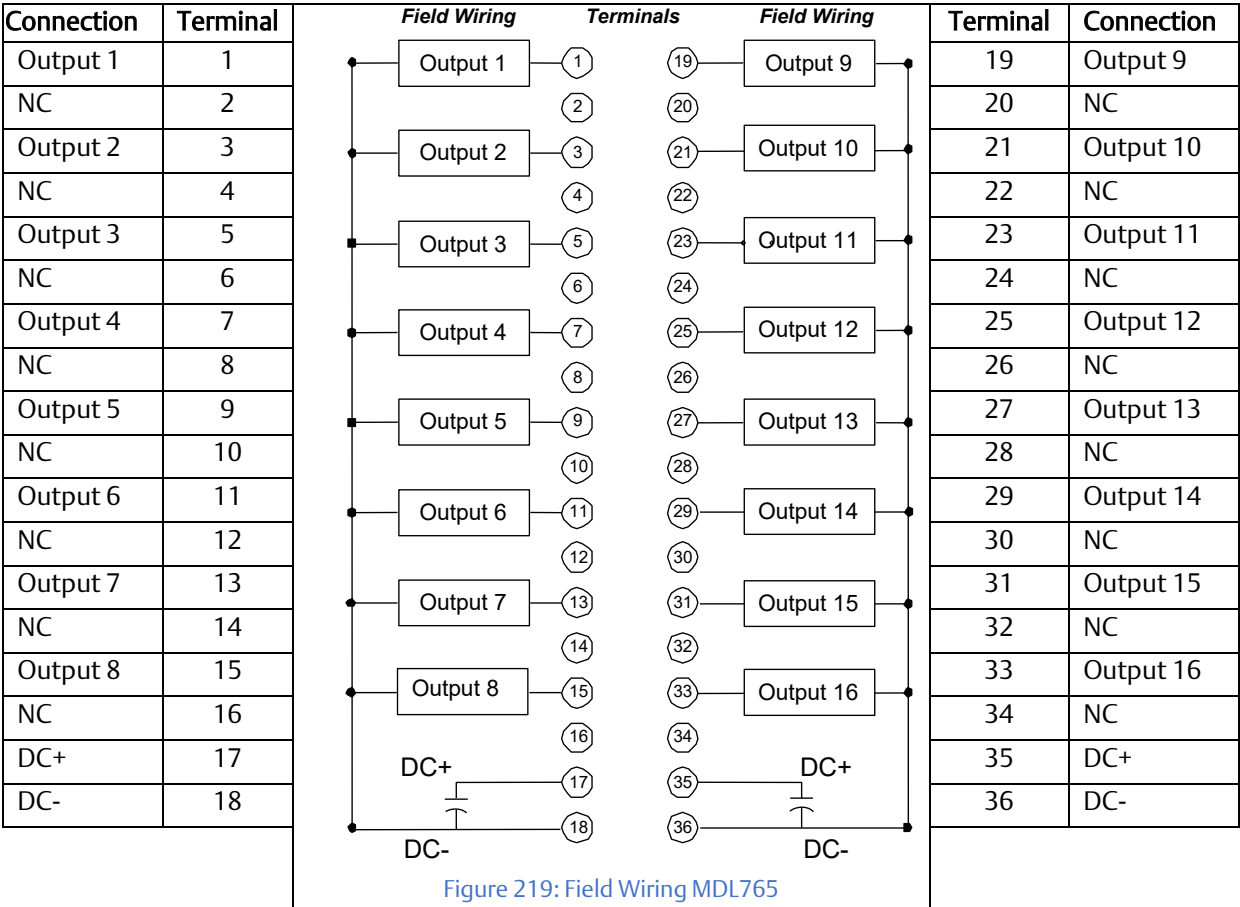 Connection Terminal Field Wiring Terminals Field Wiring Terminal Connection
Output 1 1 Output 1 1 19 Output 9 19 Output 9
NC 2 2 20 20 NC
Output 2 3 Output 2 3 21 Output 10 21 Output 10
NC 4 4 22 22 NC
Output 3 5 Output 3 5 23 Output 11 23 Output 11
NC 6 6 24 24 NC
Output 4 7 Output 4 7 25 Output 12 25 Output 12
NC 8 8 26 26 NC
Output 5 9 Output 5 9 27 Output 13 27 Output 13
NC 10 10 28 28 NC
Output 6 11 Output 6 11 29 Output 14 29 Output 14
NC 12 12 30 30 NC
Output 7 13 Output 7 13 31 Output 15 31 Output 15
NC 14 14 32 32 NC
Output 8 15 Output 8 15 33 Output 16 33 Output 16
NC 16 16 34 34 NC
DC+ 17 DC+ 17 35 DC+ 35 DC+
DC- 18 18 36 36 DC-
DC- DC-
Figure 219: Field Wiring MDL765